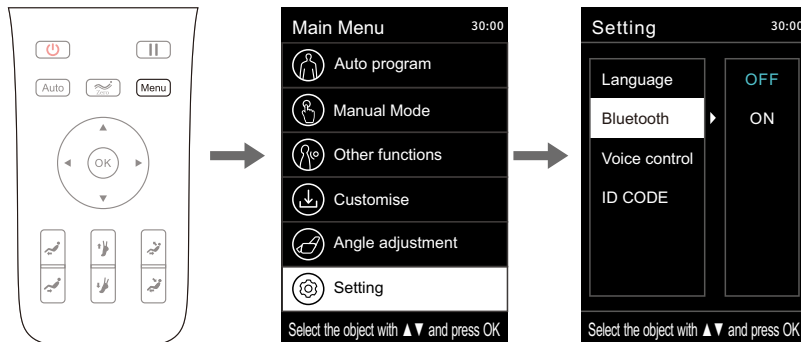 Auto
Zero
Menu
OK
Main Menu 30:00
Auto program
Manual Mode
Other functions
Customise
Angle adjustment
Setting
Select the object with ▲▼ and press OK
Setting 30:00
Language
Bluetooth
Voice control
ID CODE
OFF
ON
Select the object with ▲▼ and press OK